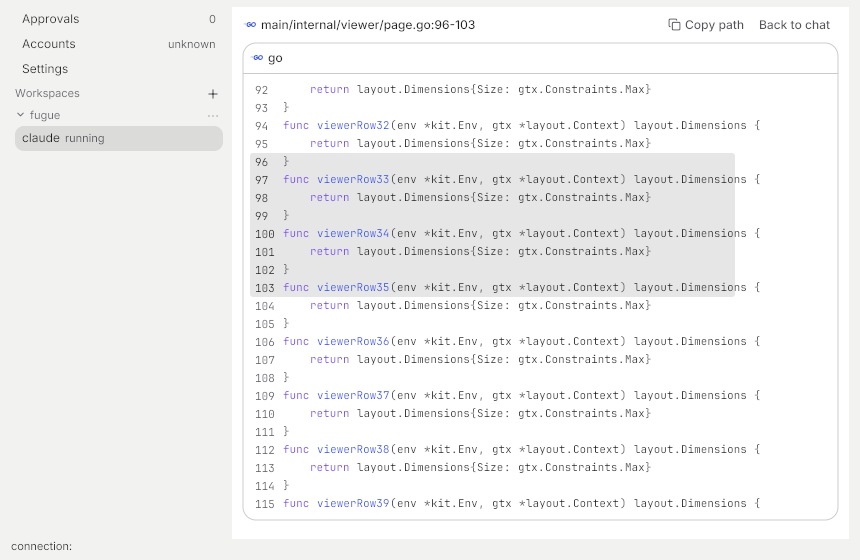 Approvals 0
Accounts unknown
Settings
Workspaces +
fugue ...
claude running
connection:
GO main/internal/viewer/page.go:96-103 Copy path Back to chat
GO go
92     return layout.Dimensions{Size: gtx.Constraints.Max}
93 }
94 func viewerRow32(env *kit.Env, gtx *layout.Context) layout.Dimensions {
95     return layout.Dimensions{Size: gtx.Constraints.Max}
96 }
97 func viewerRow33(env *kit.Env, gtx *layout.Context) layout.Dimensions {
98     return layout.Dimensions{Size: gtx.Constraints.Max}
99 }
100 func viewerRow34(env *kit.Env, gtx *layout.Context) layout.Dimensions {
101     return layout.Dimensions{Size: gtx.Constraints.Max}
102 }
103 func viewerRow35(env *kit.Env, gtx *layout.Context) layout.Dimensions {
104     return layout.Dimensions{Size: gtx.Constraints.Max}
105 }
106 func viewerRow36(env *kit.Env, gtx *layout.Context) layout.Dimensions {
107     return layout.Dimensions{Size: gtx.Constraints.Max}
108 }
109 func viewerRow37(env *kit.Env, gtx *layout.Context) layout.Dimensions {
110     return layout.Dimensions{Size: gtx.Constraints.Max}
111 }
112 func viewerRow38(env *kit.Env, gtx *layout.Context) layout.Dimensions {
113     return layout.Dimensions{Size: gtx.Constraints.Max}
114 }
115 func viewerRow39(env *kit.Env, gtx *layout.Context) layout.Dimensions {